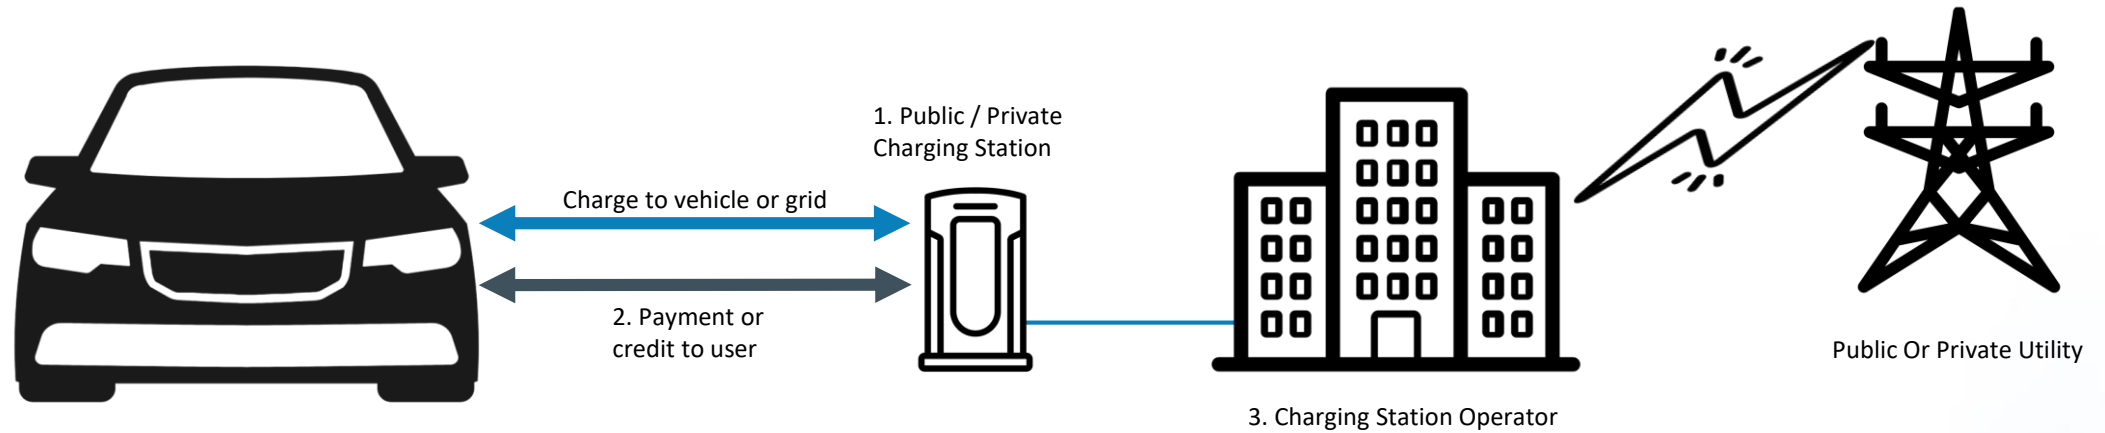 1. Public / Private
Charging Station
Charge to vehicle or grid
2. Payment or
credit to user
Public Or Private Utility
3. Charging Station Operator